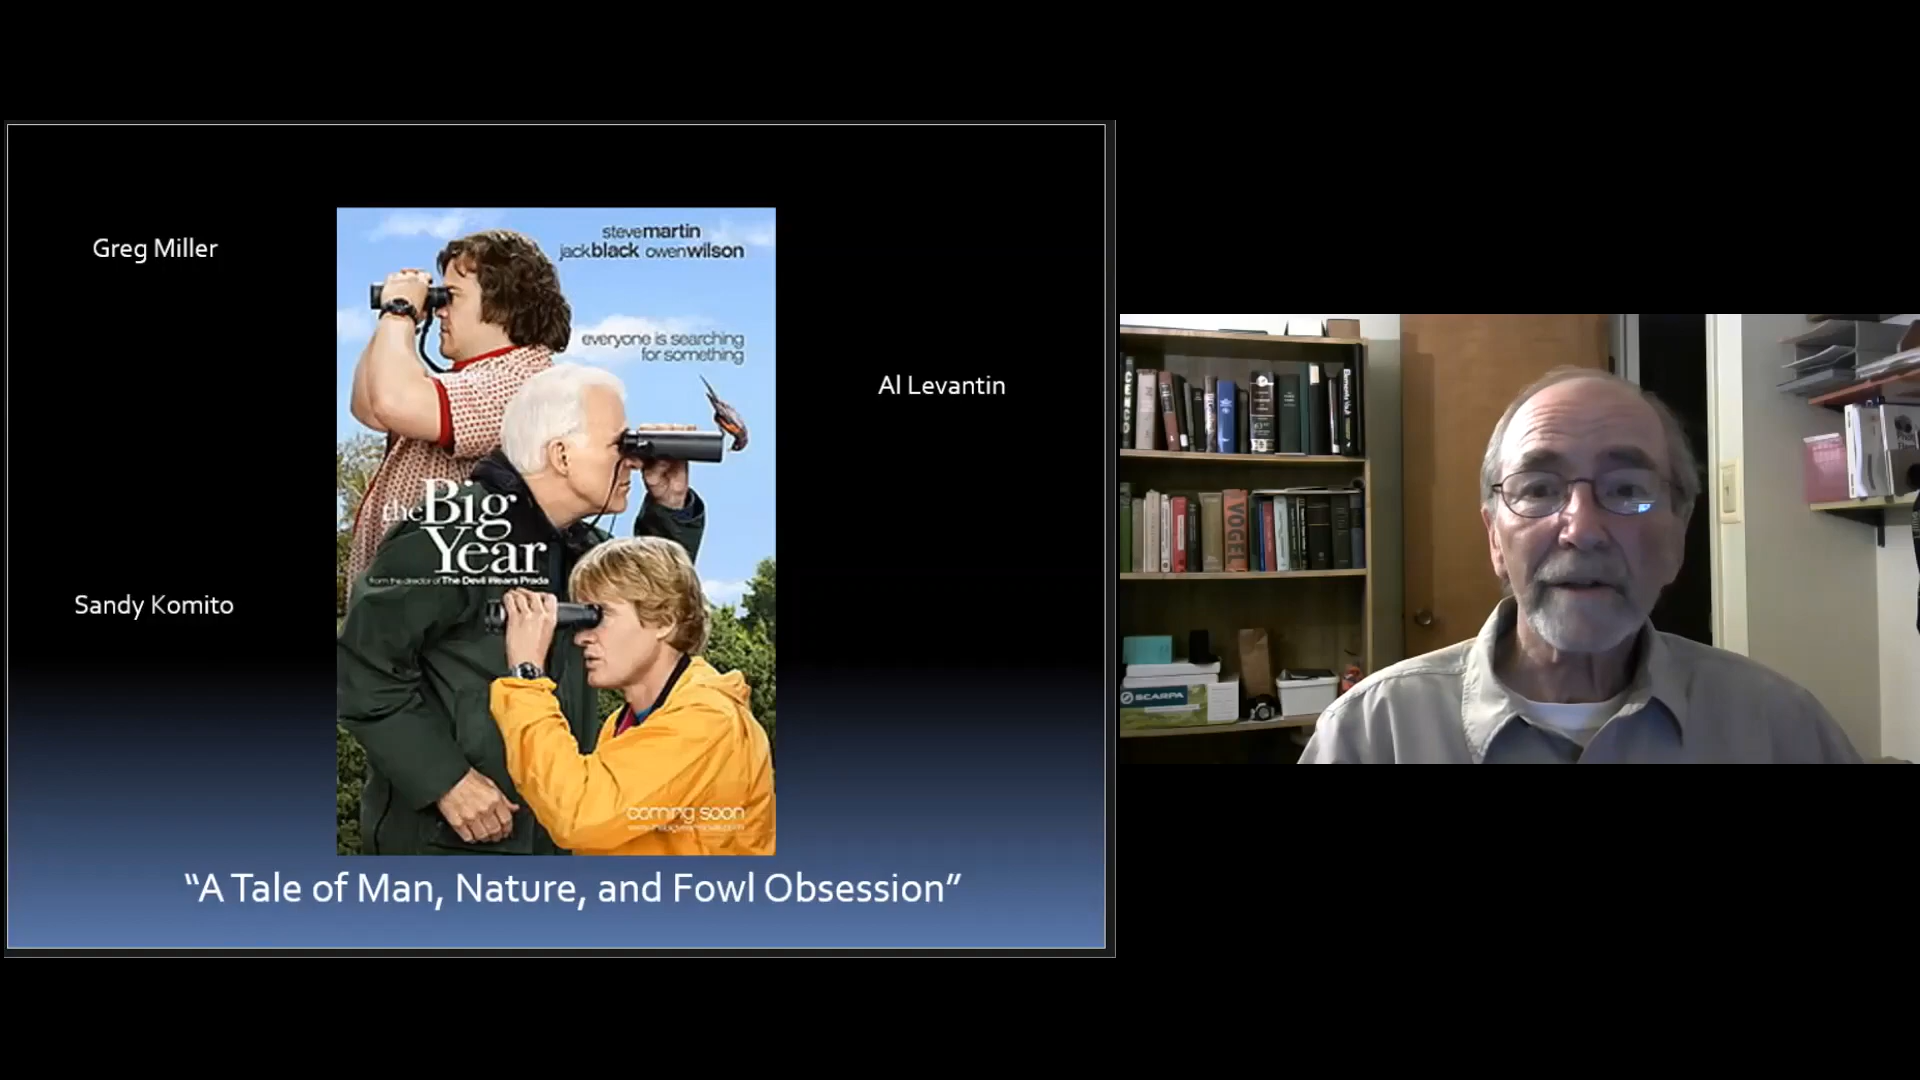 Greg Miller
stevemartin
jackblack owenwilson
everyone is searching
for something
Al Levantin
the Big
Year
from the director of The Devil Wears Prada
Sandy Komito
coming soon
"A Tale of Man, Nature, and Fowl Obsession"
VOGEL
SCARPA